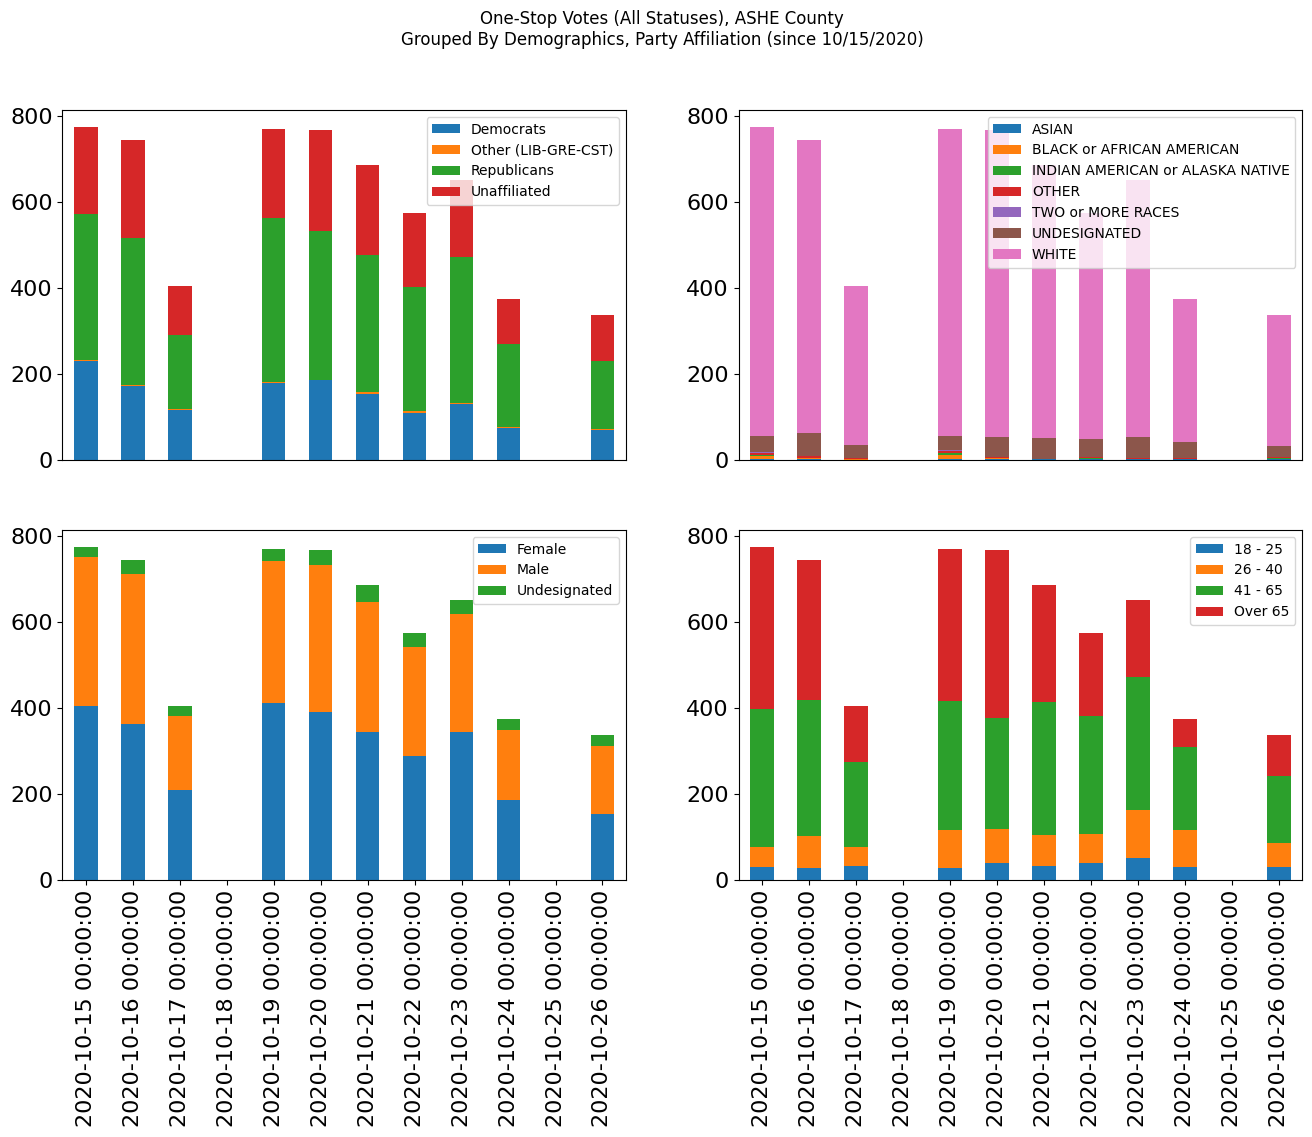 One-Stop Votes (All Statuses), ASHE County
Grouped By Demographics, Party Affiliation (since 10/15/2020)
800
600
400
200
0
Democrats
Other (LIB-GRE-CST)
Republicans
Unaffiliated
800
600
400
200
0
ASIAN
BLACK or AFRICAN AMERICAN
INDIAN AMERICAN or ALASKA NATIVE
OTHER
TWO or MORE RACES
UNDESIGNATED
WHITE
800
600
400
200
0
Female
Male
Undesignated
2020-10-15 00:00:00
2020-10-16 00:00:00
2020-10-17 00:00:00
2020-10-18 00:00:00
2020-10-19 00:00:00
2020-10-20 00:00:00
2020-10-21 00:00:00
2020-10-22 00:00:00
2020-10-23 00:00:00
2020-10-24 00:00:00
2020-10-25 00:00:00
2020-10-26 00:00:00
800
600
400
200
0
18 - 25
26 - 40
41 - 65
Over 65
2020-10-15 00:00:00
2020-10-16 00:00:00
2020-10-17 00:00:00
2020-10-18 00:00:00
2020-10-19 00:00:00
2020-10-20 00:00:00
2020-10-21 00:00:00
2020-10-22 00:00:00
2020-10-23 00:00:00
2020-10-24 00:00:00
2020-10-25 00:00:00
2020-10-26 00:00:00